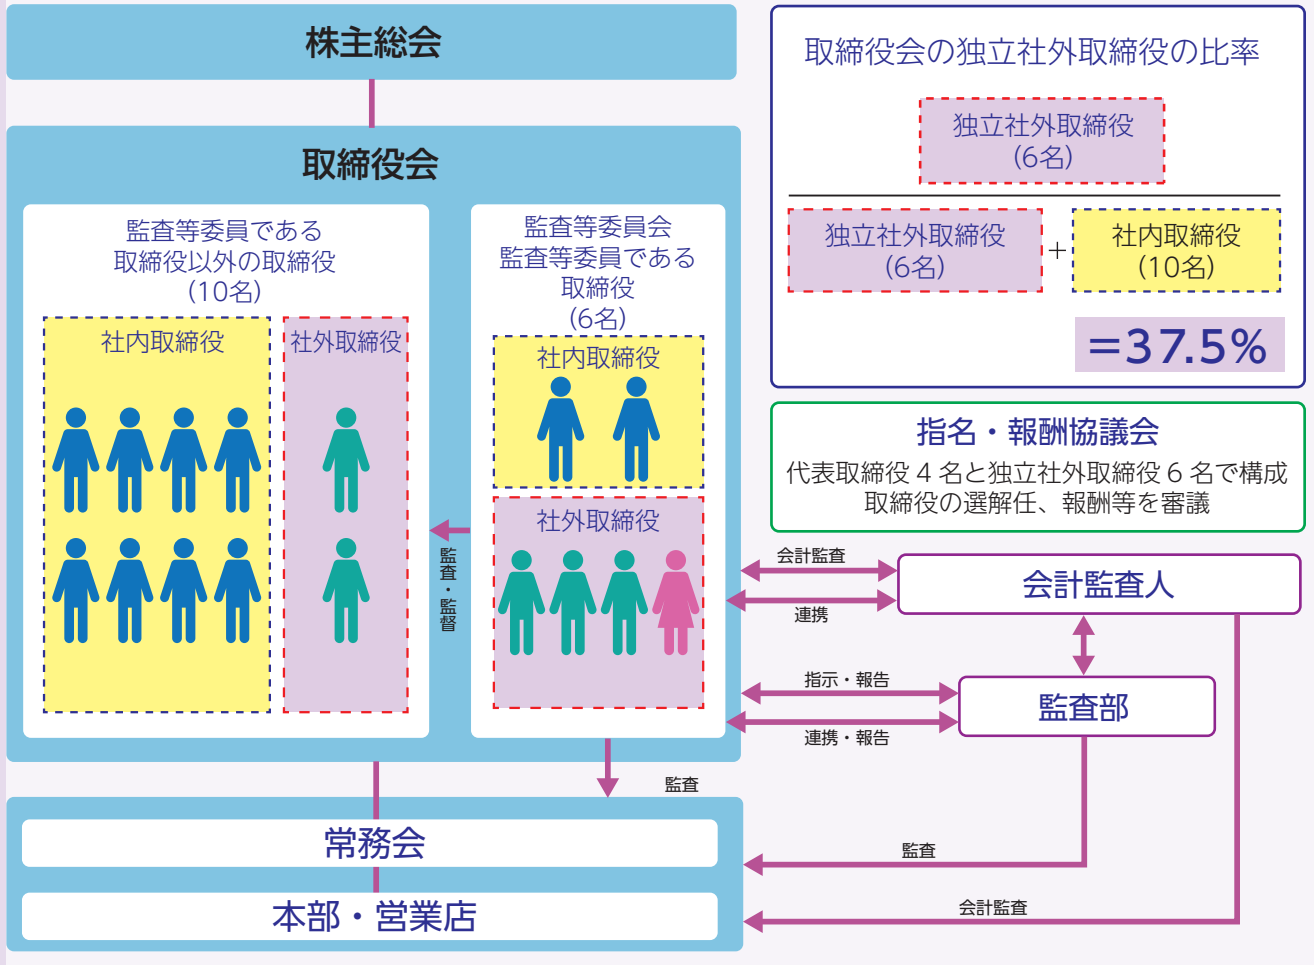 株主総会
取締役会
監査等委員である
取締役以外の取締役
(10名)
社内取締役
社外取締役
監査等委員会
監査等委員である
取締役
(6名)
社内取締役
社外取締役
監査・監督
取締役会の独立社外取締役の比率
独立社外取締役
(6名)
独立社外取締役
(6名)
+
社内取締役
(10名)
=37.5%
指名・報酬協議会
代表取締役 4 名と独立社外取締役 6 名で構成
取締役の選解任、報酬等を審議
会計監査
連携
会計監査人
指示・報告
連携・報告
監査部
監査
常務会
本部・営業店
監査
会計監査